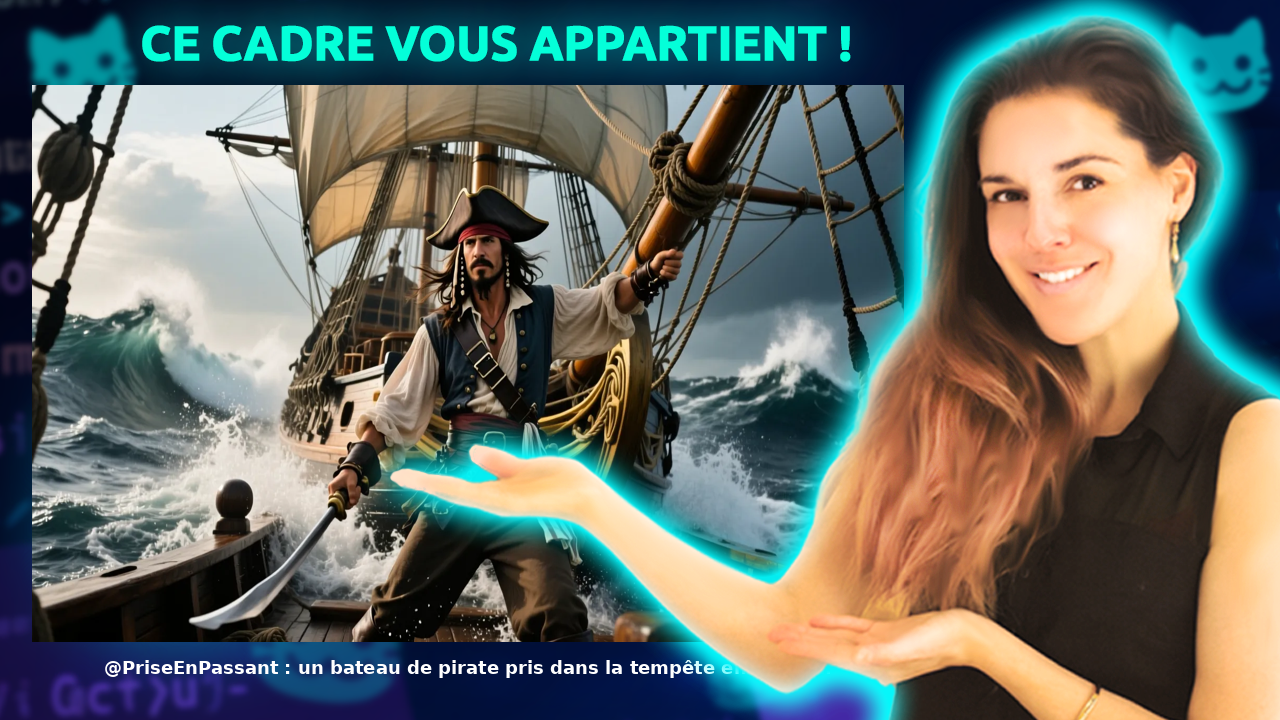 CE CADRE VOUS APPARTIENT !
@PriseEnPassant : un bateau de pirate pris dans la tempête